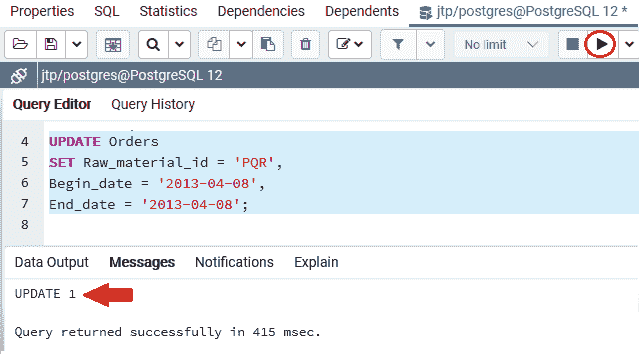 Properties SQL Statistics Dependencies Dependents jtp/postgres@PostgreSQL 12 *
No limit
jtp/postgres@PostgreSQL 12
Query Editor Query History
4 UPDATE Orders
5 SET Raw_material_id = 'PQR',
6 Begin_date = '2013-04-08',
7 End_date = '2013-04-08';
8
Data Output Messages Notifications Explain
UPDATE 1
Query returned successfully in 415 msec.